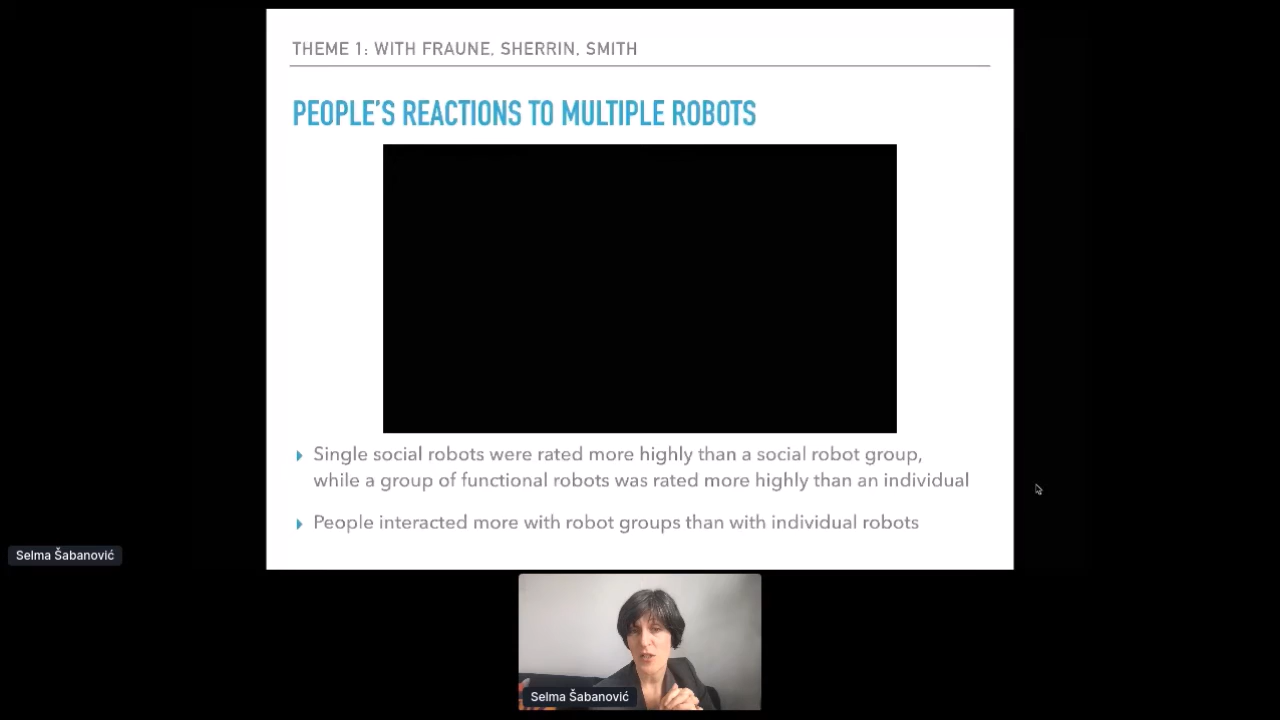 THEME 1: WITH FRAUNE, SHERRIN, SMITH
PEOPLE'S REACTIONS TO MULTIPLE ROBOTS
Single social robots were rated more highly than a social robot group,
while a group of functional robots was rated more highly than an individual
People interacted more with robot groups than with individual robots
Selma Šabanović
Selma Šabanović